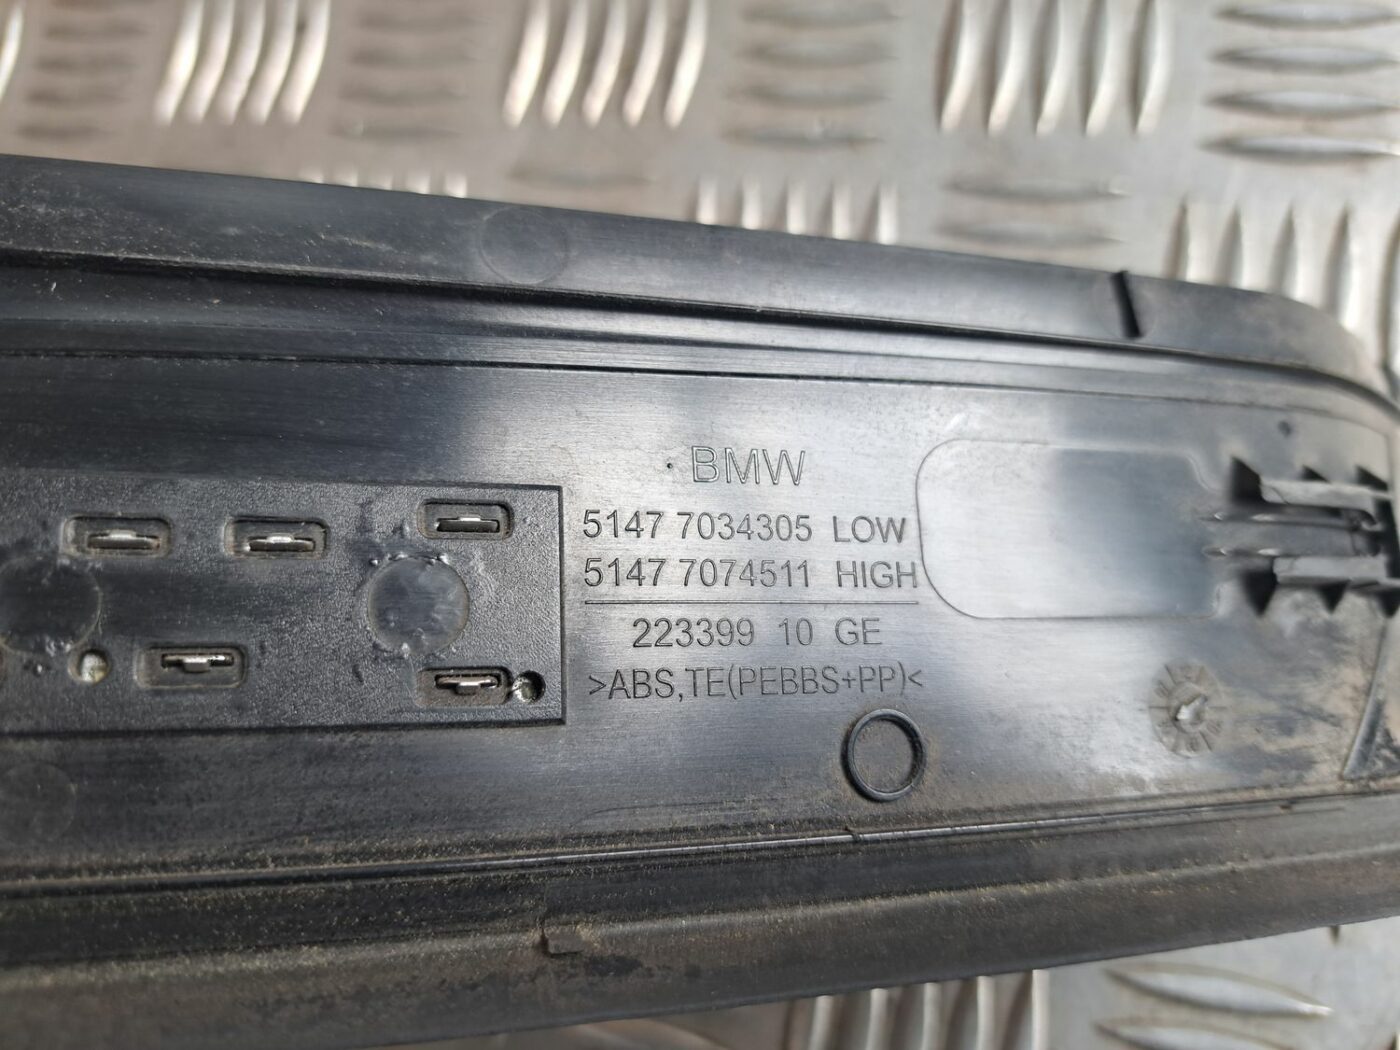 BMW
5147 7034305 LOW
5147 7074511 HIGH
223399 10 GE
>ABS,TE(PEBBS+PP)<